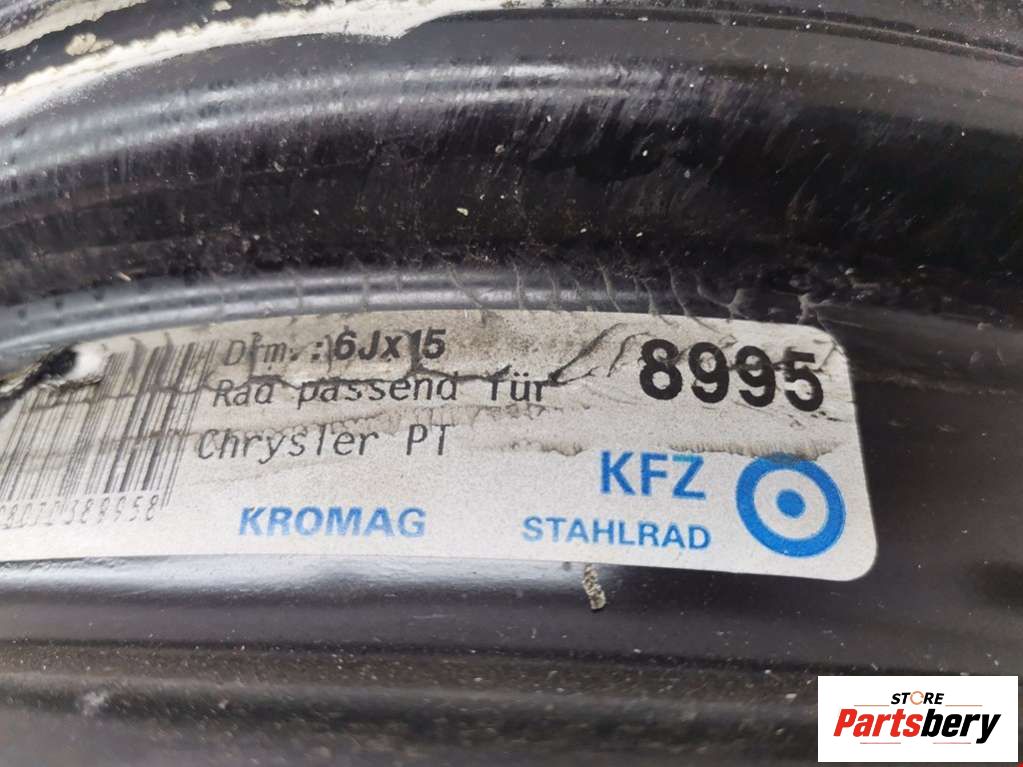 Dim.: 6Jx15
8995
Rad passend für
Chrysler PT
KFZ
KROMAG
STAHLRAD
STORE
Partsbery